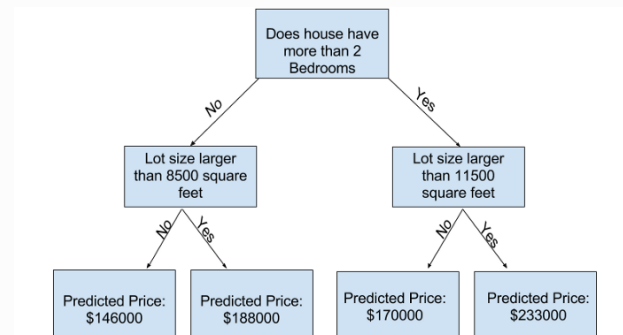 Does house have
more than 2
Bedrooms
No
Yes
Lot size larger
than 8500 square
feet
Lot size larger
than 11500
square feet
No
Yes
No
Yes
Predicted Price:
$146000
Predicted Price:
$188000
Predicted Price:
$170000
Predicted Price:
$233000